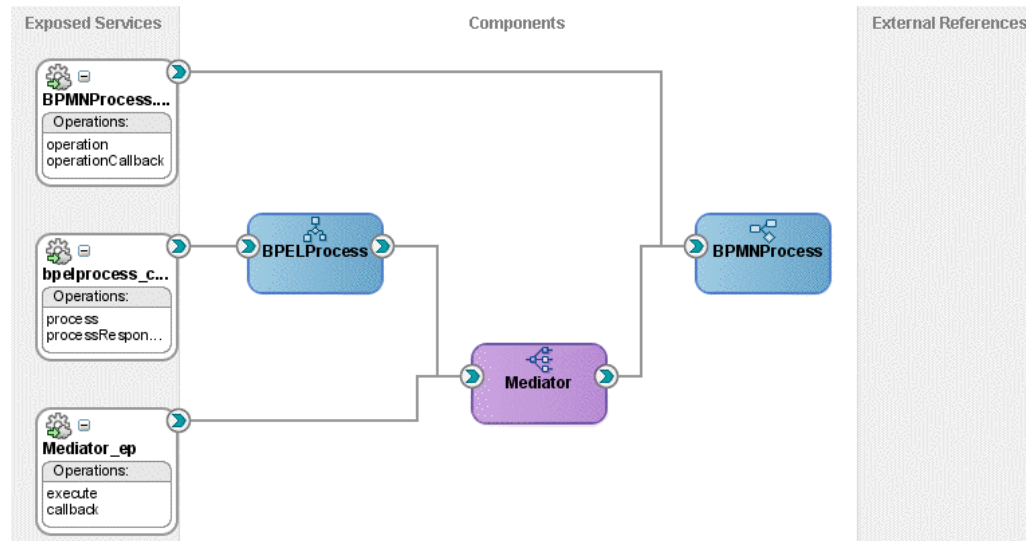 Exposed Services
Components
External References
BPMNProcess....
Operations:
operation
operationCallback
BPELProcess
BPMNProcess
bpelprocess_c...
Operations:
process
processRespon...
Mediator
Mediator_ep
Operations:
execute
callback